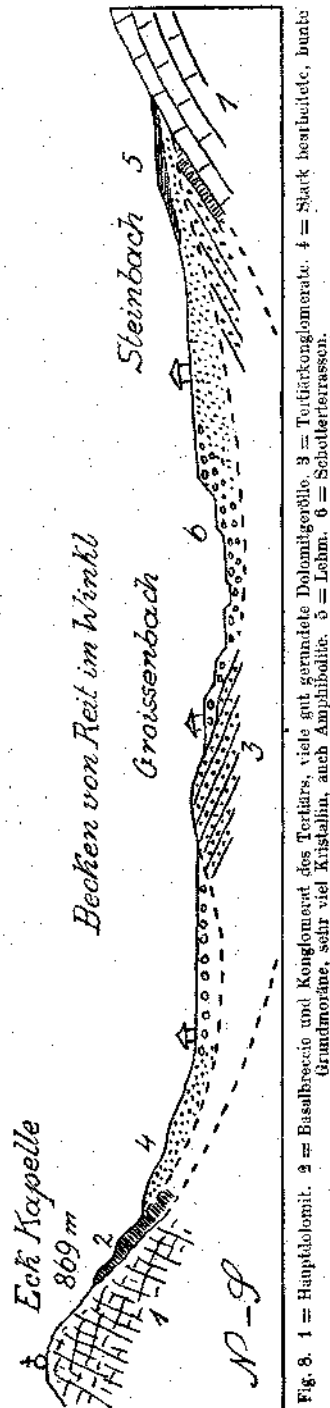 Eck Kapelle
869 m
Becken von Reit im Winkl
Groissenbach
Steinbach
1
2
4
3
6
5
1
N-S
Fig. 8. 1 = Hauptdolomit. 2 = Basalbreccie und Konglomerat des Tertiärs, viele gut gerundete Dolomitgerölle. 3 = Tertiärkonglomerate. 4 = Stark bearbeitete, bunte
Grundmoräne, sehr viel Kristallin, auch Amphibolite. 5 = Lehm. 6 = Schotterterrassen.